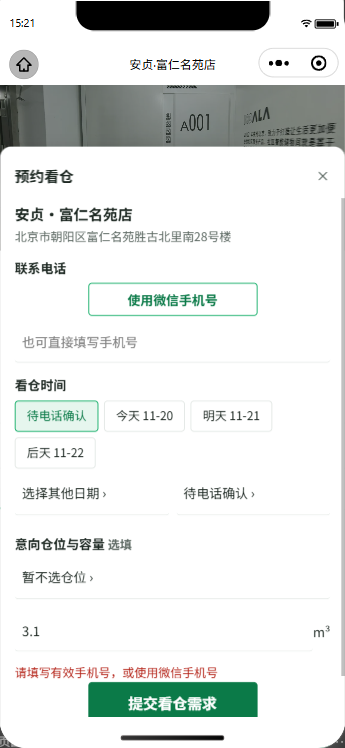 15:21
安贞·富仁名苑店
A001
预约看仓
安贞·富仁名苑店
北京市朝阳区富仁名苑胜古北里南28号楼
联系电话
使用微信手机号
也可直接填写手机号
看仓时间
待电话确认 今天 11-20 明天 11-21
后天 11-22
选择其他日期 › 待电话确认 ›
意向仓位与容量 选填
暂不选仓位 ›
3.1 m³
请填写有效手机号，或使用微信手机号
提交看仓需求